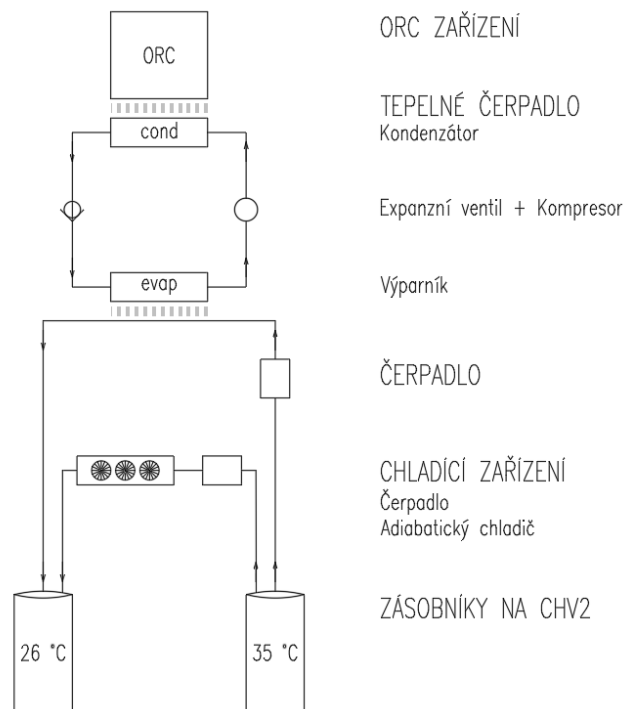 ORC
ORC ZAŘÍZENÍ
TEPELNÉ ČERPADLO
cond
Kondenzátor
Expanzní ventil + Kompresor
evap
Výparník
ČERPADLO
CHLADÍCÍ ZAŘÍZENÍ
Čerpadlo
Adiabatický chladič
ZÁSOBNÍKY NA CHV2
26 °C
35 °C